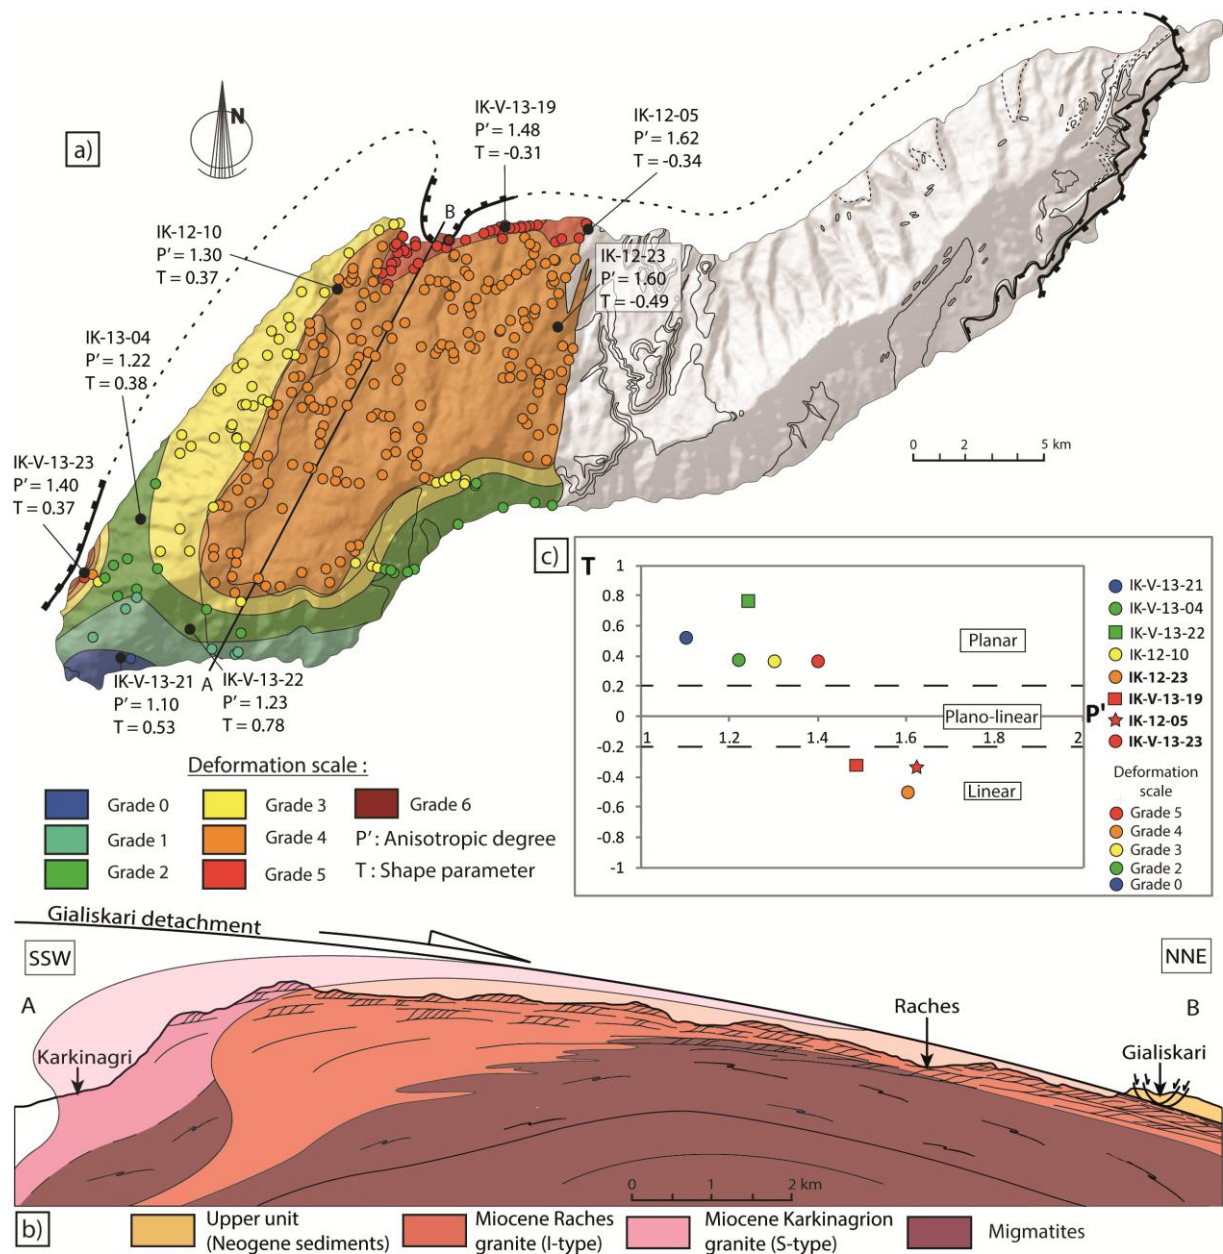 a)
N
IK-V-13-19
P' = 1.48
T = -0.31
IK-12-05
P' = 1.62
T = -0.34
B
IK-12-10
P' = 1.30
T = 0.37
IK-12-23
P' = 1.60
T = -0.49
IK-13-04
P' = 1.22
T = 0.38
IK-V-13-23
P' = 1.40
T = 0.37
0 2 5 km
A
IK-V-13-21
P' = 1.10
T = 0.53
IK-V-13-22
P' = 1.23
T = 0.78
Deformation scale :
Grade 0
Grade 1
Grade 2
Grade 3
Grade 4
Grade 5
Grade 6
P' : Anisotropic degree
T : Shape parameter
c)
T
1
0.8
0.6
0.4
0.2
0
-0.2
-0.4
-0.6
-0.8
-1
1 1.2 1.4 1.6 1.8 2
P'
Planar
Plano-linear
Linear
IK-V-13-21
IK-V-13-04
IK-V-13-22
IK-12-10
IK-12-23
IK-V-13-19
IK-12-05
IK-V-13-23
Deformation
scale
Grade 5
Grade 4
Grade 3
Grade 2
Grade 0
Gialiskari detachment
SSW
NNE
A
B
Karkinagri
Raches
Gialiskari
0 1 2 km
b)
Upper unit
(Neogene sediments)
Miocene Raches
granite (I-type)
Miocene Karkinagrion
granite (S-type)
Migmatites